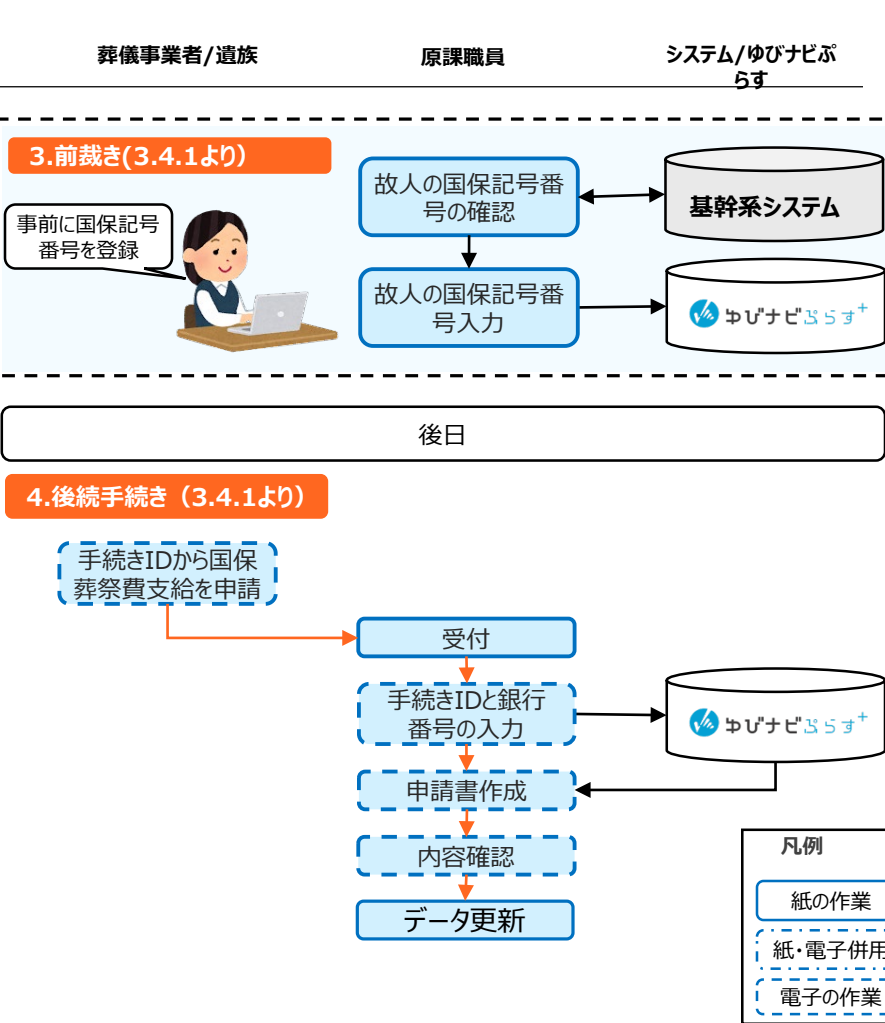 葬儀事業者/遺族
原課職員
システム/ゆびナビぷ
らす
3.前裁き(3.4.1より）
事前に国保記号
番号を登録
故人の国保記号番
号の確認
基幹系システム
故人の国保記号番
号入力
ゆびナビぷらす+
後日
4.後続手続き（3.4.1より）
手続きIDから国保
葬祭費支給を申請
受付
手続きIDと銀行
番号の入力
ゆびナビぷらす+
申請書作成
内容確認
データ更新
凡例
紙の作業
紙・電子併用
電子の作業